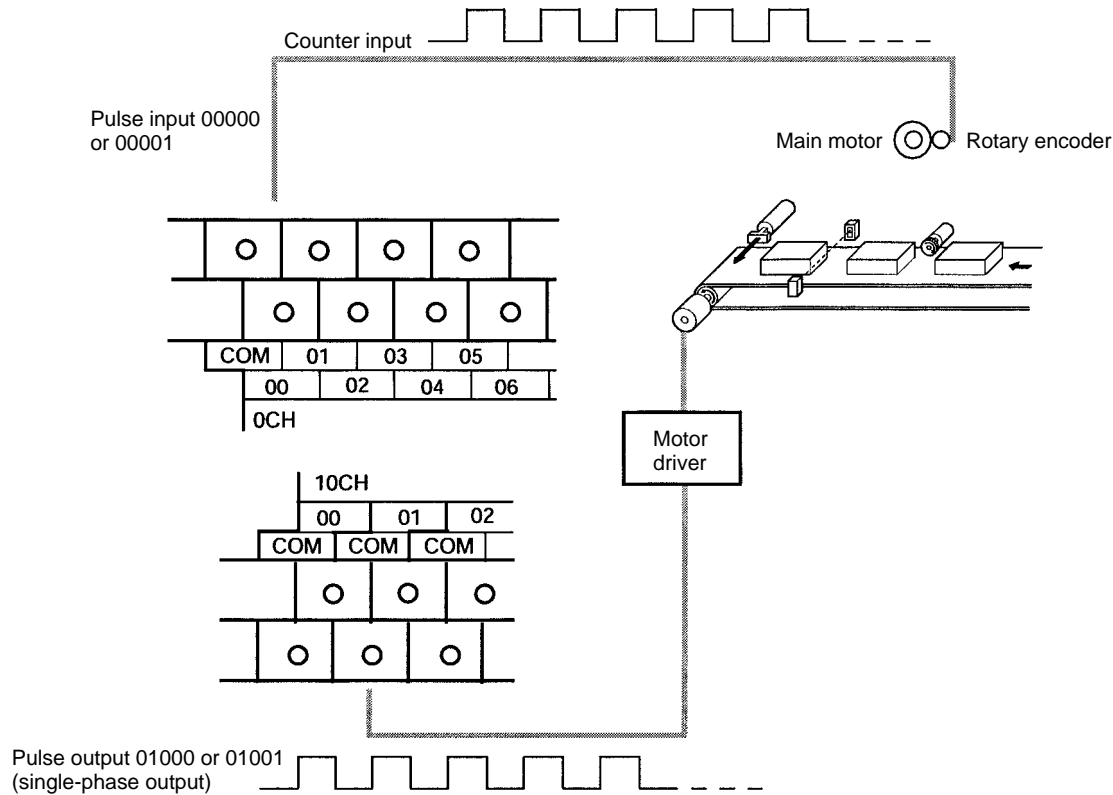 Counter input
Pulse input 00000
or 00001
Main motor
Rotary encoder
COM 01 03 05
00 02 04 06
0CH
Motor
driver
10CH
00 01 02
COM COM COM
Pulse output 01000 or 01001
(single-phase output)